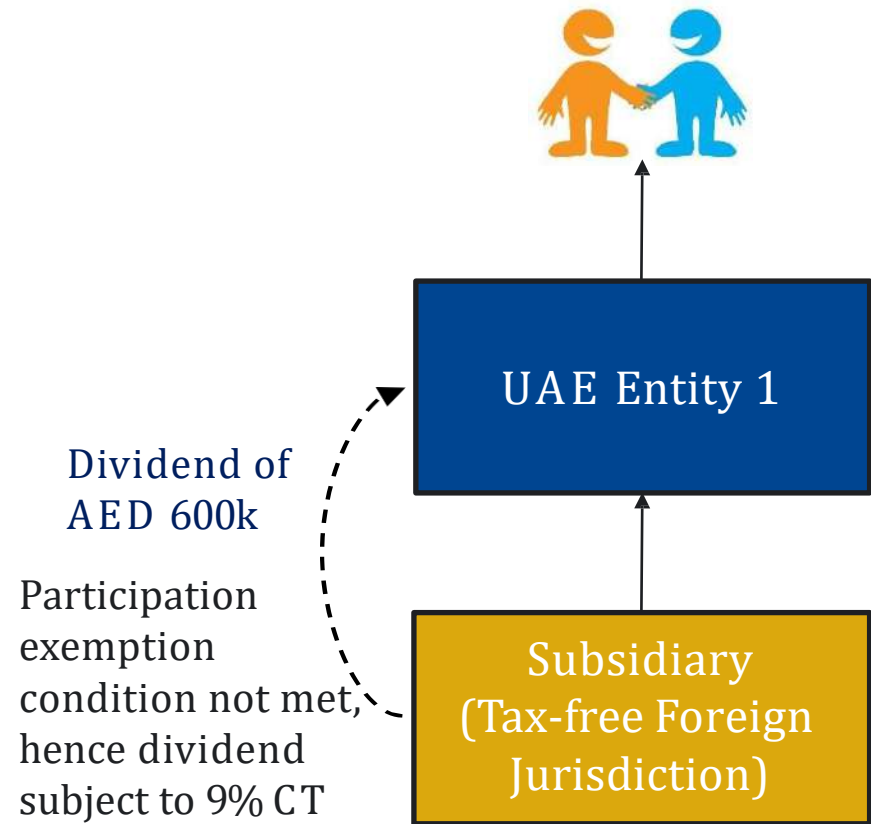 UAE Entity 1
Dividend of
AED 600k
Participation
exemption
condition not met,
hence dividend
subject to 9% CT
Subsidiary
(Tax-free Foreign
Jurisdiction)